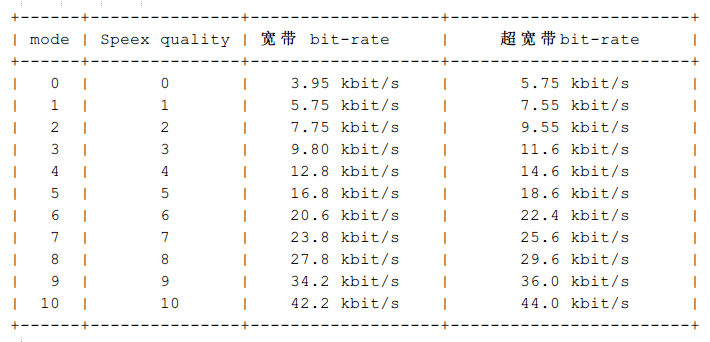 +------+---------------+-------------------+------------------------+
| mode | Speex quality | 宽带 bit-rate | 超宽带bit-rate |
+------+---------------+-------------------+------------------------+
| 0 | 0 | 3.95 kbit/s | 5.75 kbit/s |
| 1 | 1 | 5.75 kbit/s | 7.55 kbit/s |
| 2 | 2 | 7.75 kbit/s | 9.55 kbit/s |
| 3 | 3 | 9.80 kbit/s | 11.6 kbit/s |
| 4 | 4 | 12.8 kbit/s | 14.6 kbit/s |
| 5 | 5 | 16.8 kbit/s | 18.6 kbit/s |
| 6 | 6 | 20.6 kbit/s | 22.4 kbit/s |
| 7 | 7 | 23.8 kbit/s | 25.6 kbit/s |
| 8 | 8 | 27.8 kbit/s | 29.6 kbit/s |
| 9 | 9 | 34.2 kbit/s | 36.0 kbit/s |
| 10 | 10 | 42.2 kbit/s | 44.0 kbit/s |
+------+---------------+-------------------+------------------------+